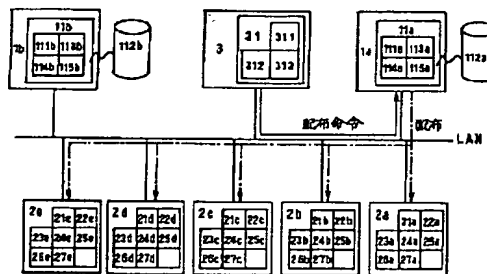 11b
1b
111b 113b
114b 115b
112b
3
31 311
312 313
11a
1a
111a 113a
114a 115a
112a
配布命令
配布
LAN
2e
21e 22e
23e 24e 25e
26e 27e
2d
21d 22d
23d 24d 25d
26d 27d
2c
21c 22c
23c 24c 25c
26c 27c
2b
21b 22b
23b 24b 25b
26b 27b
2a
21a 22a
23a 24a 25a
26a 27a